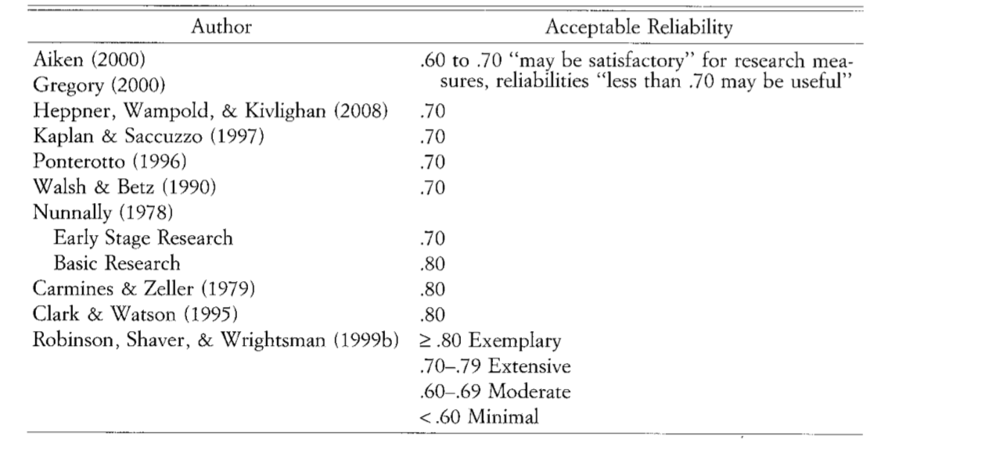 Author Acceptable Reliability
Aiken (2000) .60 to .70 “may be satisfactory” for research mea-
Gregory (2000) sures, reliabilities “less than .70 may be useful”
Heppner, Wampold, & Kivlighan (2008) .70
Kaplan & Saccuzzo (1997) .70
Ponterotto (1996) .70
Walsh & Betz (1990) .70
Nunnally (1978)
Early Stage Research .70
Basic Research .80
Carmines & Zeller (1979) .80
Clark & Watson (1995) .80
Robinson, Shaver, & Wrightsman (1999b) ≥ .80 Exemplary
.70–.79 Extensive
.60–.69 Moderate
< .60 Minimal